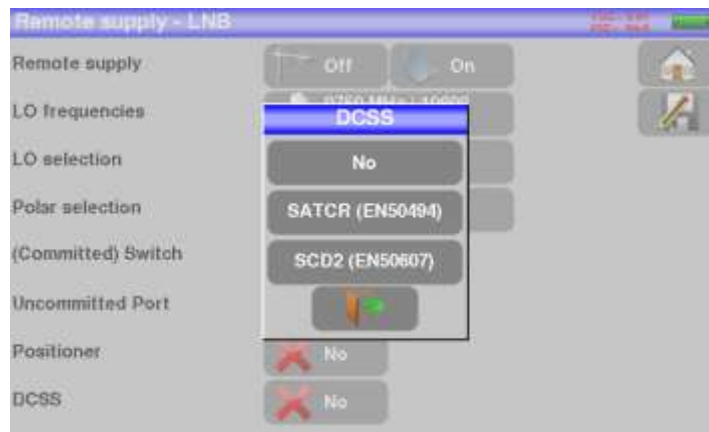 Remote supply - LNB
Remote supply
Off
On
LO frequencies
DCSS
LO selection
No
Polar selection
SATCR (EN50494)
(Committed) Switch
SCD2 (EN50607)
Uncommitted Port
Positioner
No
DCSS
No